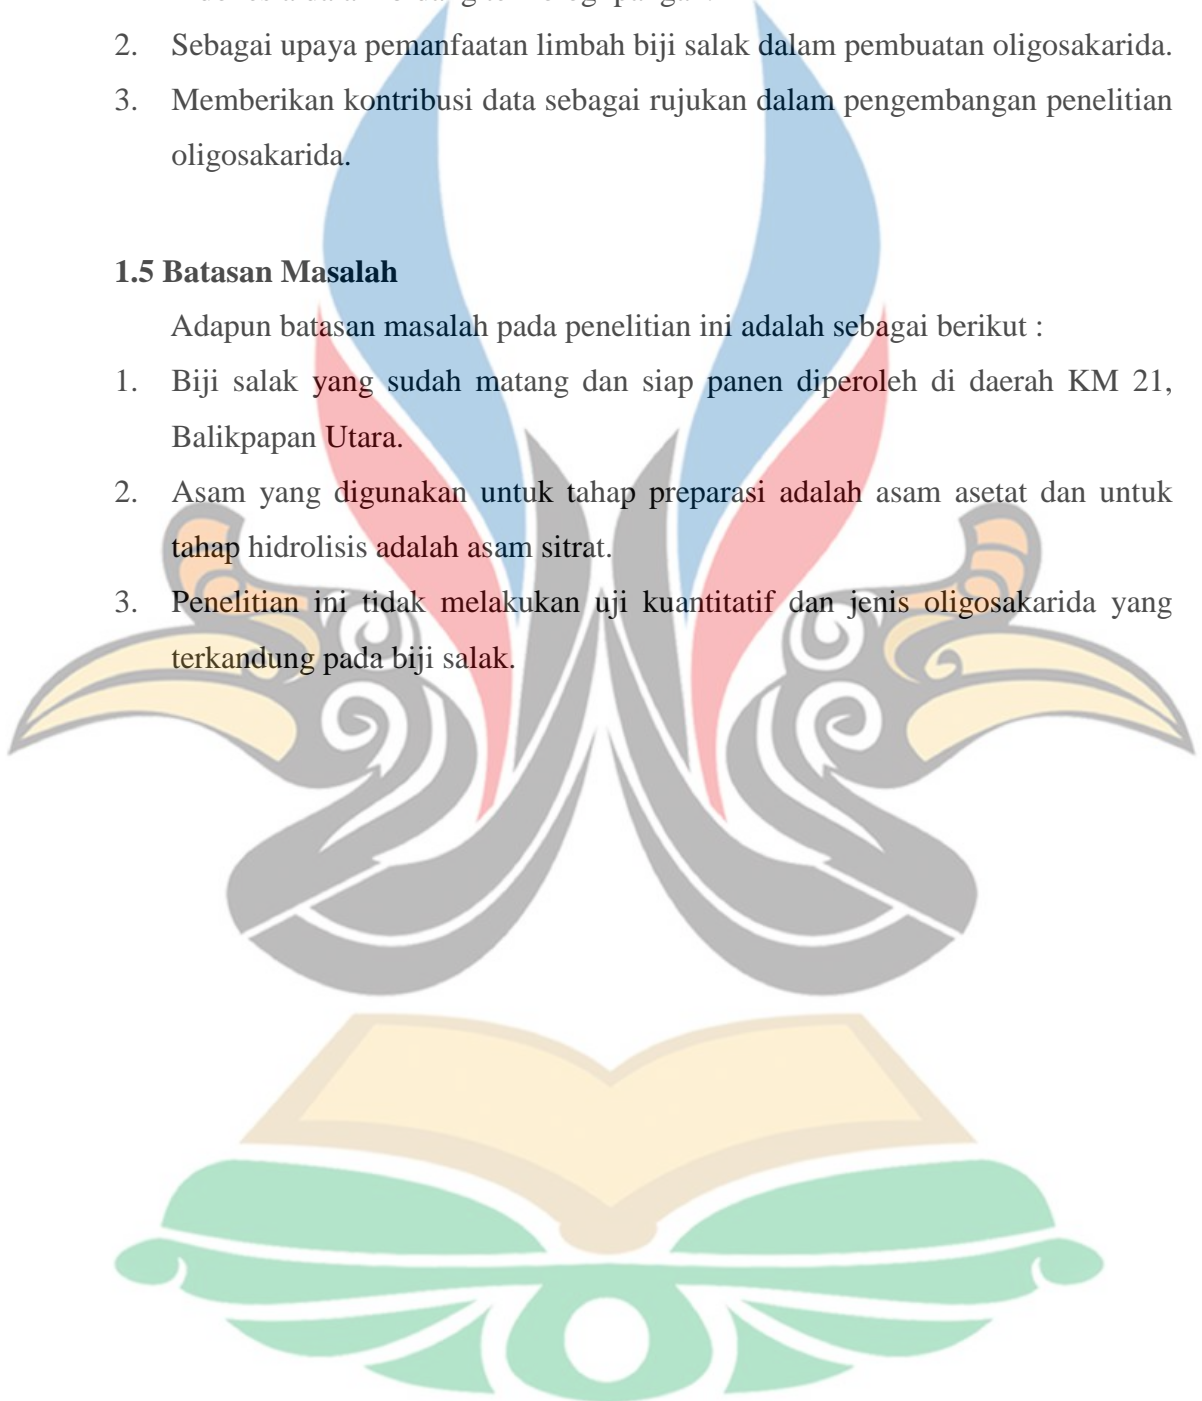 2. Sebagai upaya pemanfaatan limbah biji salak dalam pembuatan oligosakarida.
3. Memberikan kontribusi data sebagai rujukan dalam pengembangan penelitian
oligosakarida.
1.5 Batasan Masalah
Adapun batasan masalah pada penelitian ini adalah sebagai berikut :
1. Biji salak yang sudah matang dan siap panen diperoleh di daerah KM 21,
Balikpapan Utara.
2. Asam yang digunakan untuk tahap preparasi adalah asam asetat dan untuk
tahap hidrolisis adalah asam sitrat.
3. Penelitian ini tidak melakukan uji kuantitatif dan jenis oligosakarida yang
terkandung pada biji salak.